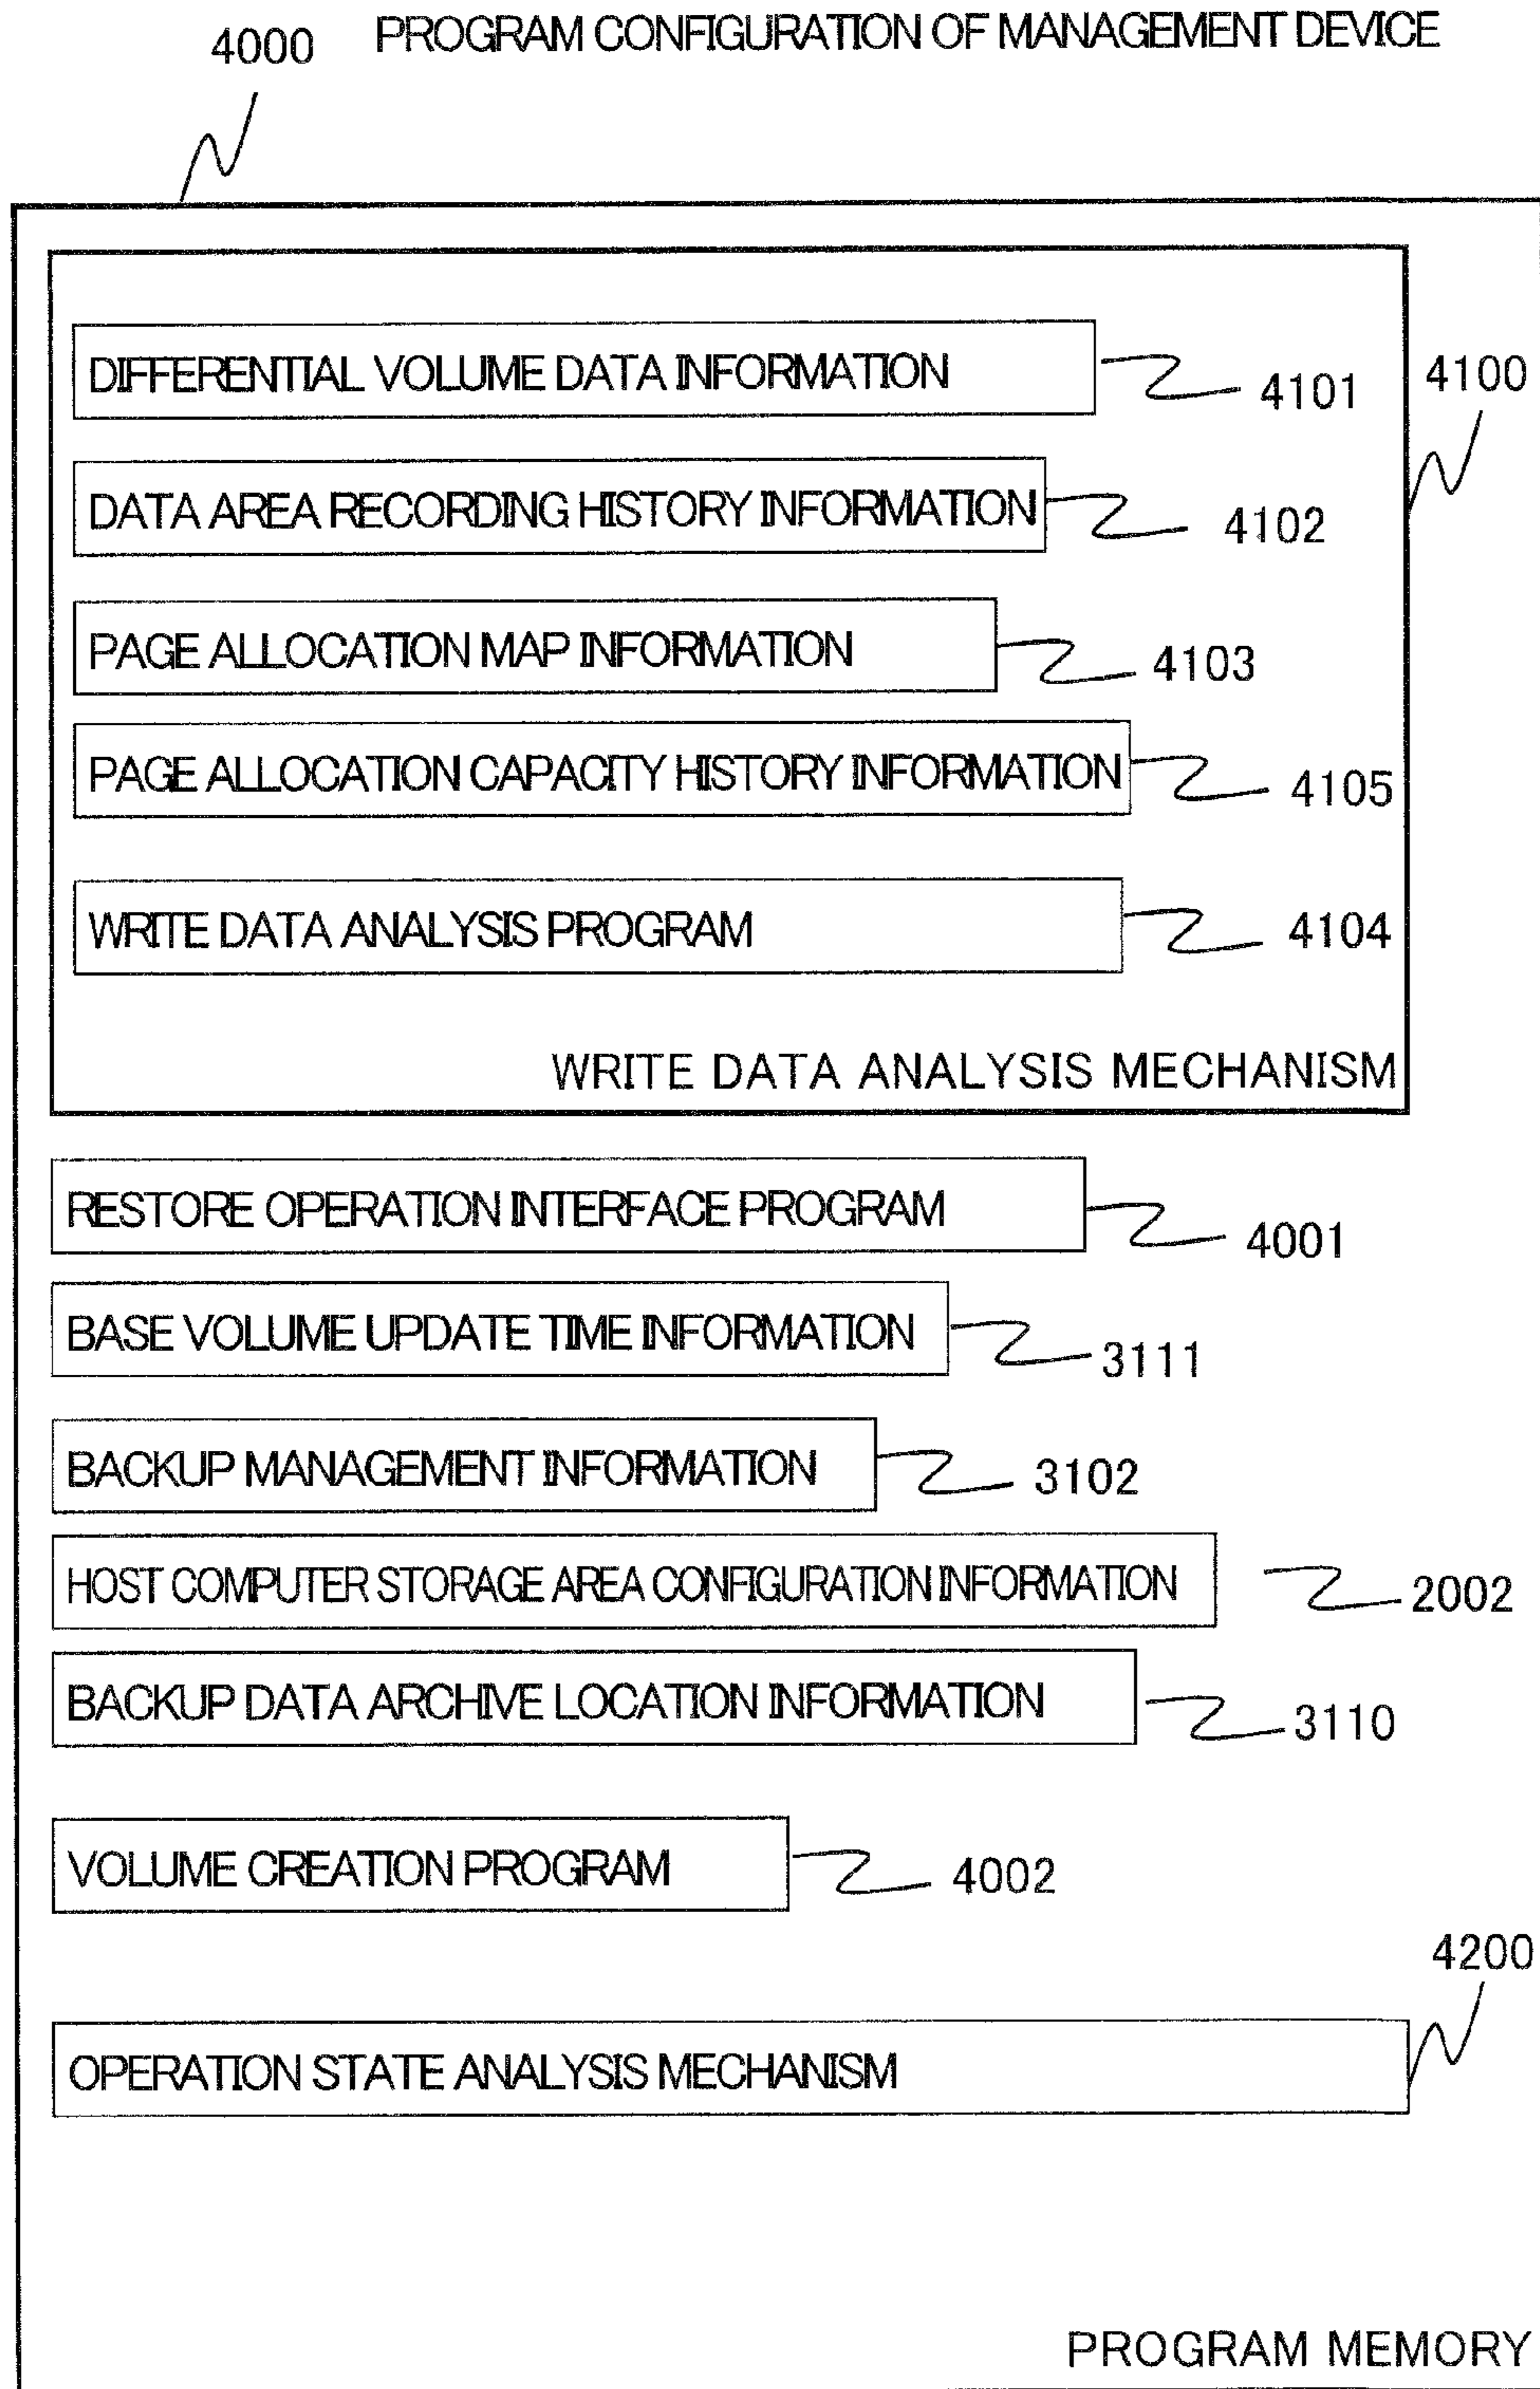 PROGRAM CONFIGURATION OF MANAGEMENT DEVICE
4000
DIFFERENTIAL VOLUME DATA INFORMATION
4101
4100
DATA AREA RECORDING HISTORY INFORMATION
4102
PAGE ALLOCATION MAP INFORMATION
4103
PAGE ALLOCATION CAPACITY HISTORY INFORMATION
4105
WRITE DATA ANALYSIS PROGRAM
4104
WRITE DATA ANALYSIS MECHANISM
RESTORE OPERATION INTERFACE PROGRAM
4001
BASE VOLUME UPDATE TIME INFORMATION
3111
BACKUP MANAGEMENT INFORMATION
3102
HOST COMPUTER STORAGE AREA CONFIGURATION INFORMATION
2002
BACKUP DATA ARCHIVE LOCATION INFORMATION
3110
VOLUME CREATION PROGRAM
4002
4200
OPERATION STATE ANALYSIS MECHANISM
PROGRAM MEMORY